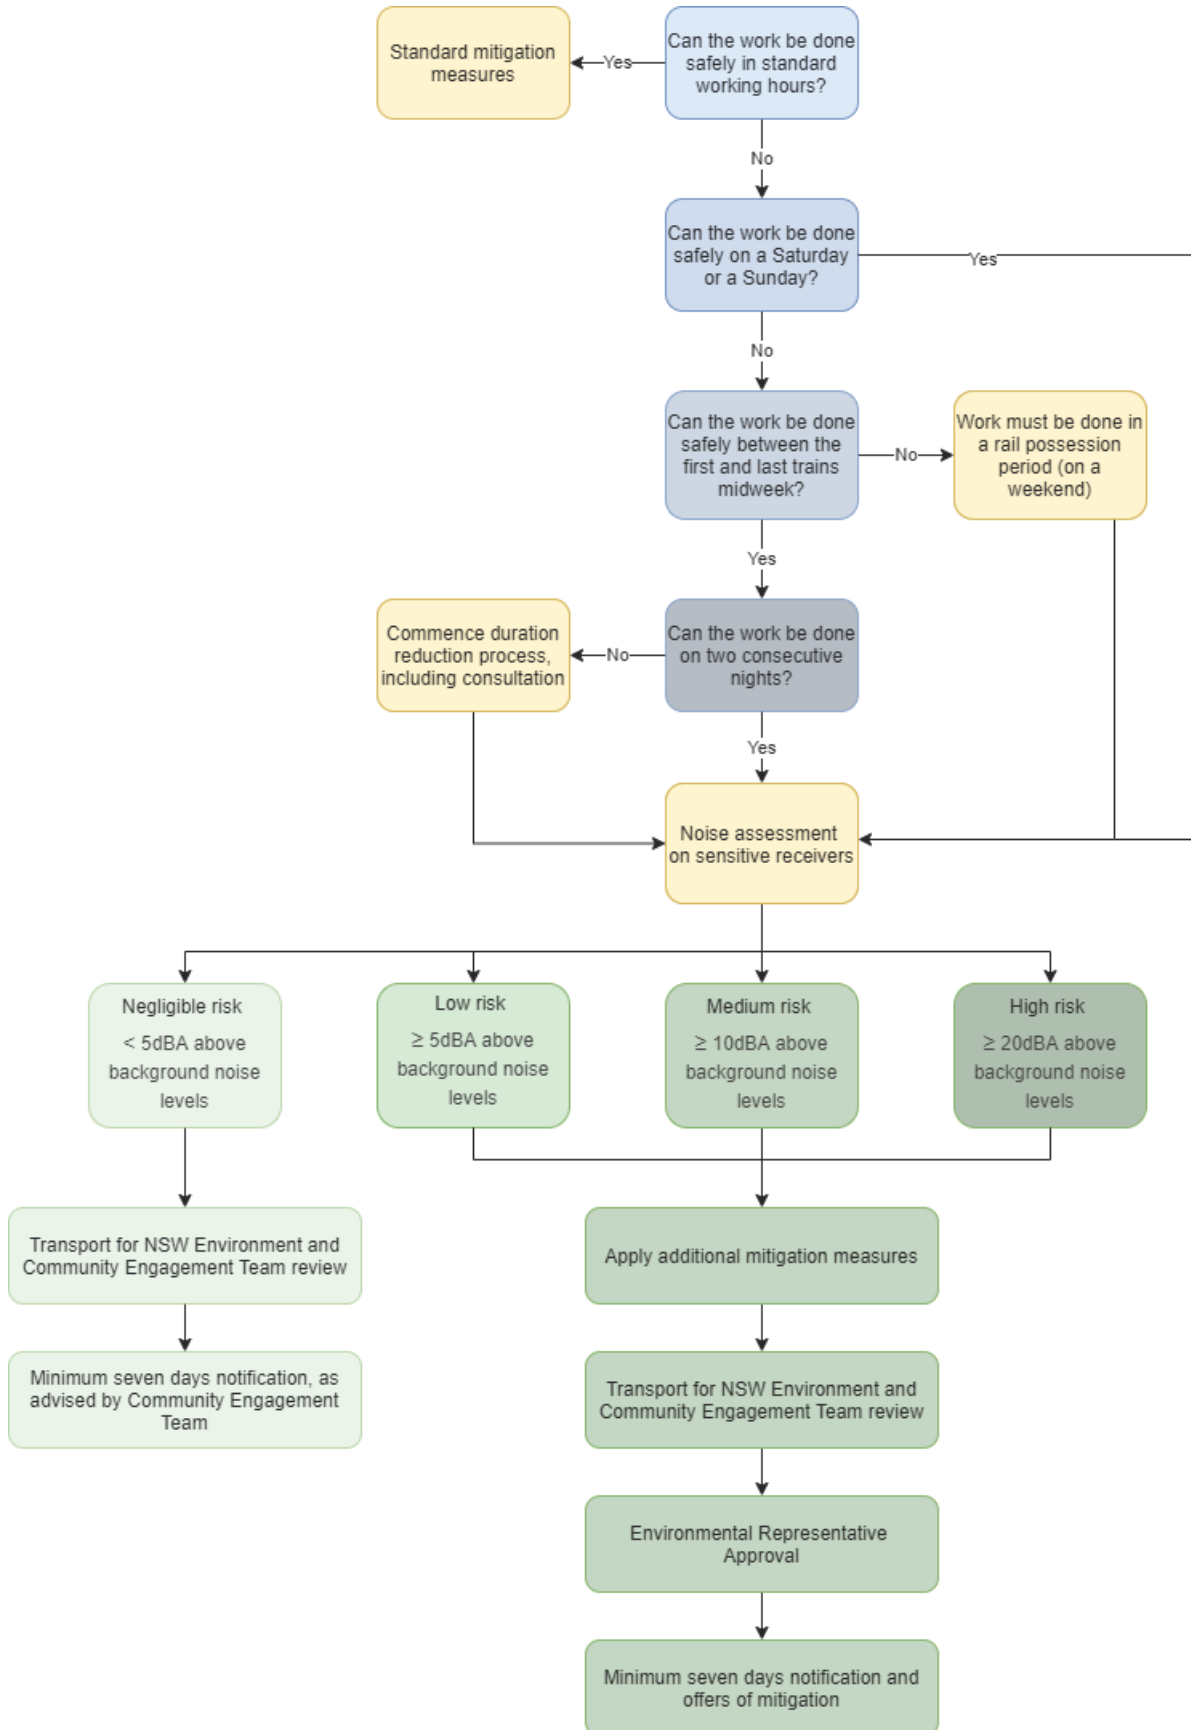 Standard mitigation
measures
Yes
Can the work be done
safely in standard
working hours?
No
Can the work be done
safely on a Saturday
or a Sunday?
Yes
No
Can the work be done
safely between the
first and last trains
midweek?
No
Work must be done in
a rail possession
period (on a
weekend)
Yes
Commence duration
reduction process,
including consultation
No
Can the work be done
on two consecutive
nights?
Yes
Noise assessment
on sensitive receivers
Negligible risk
< 5dBA above
background noise
levels
Low risk
≥ 5dBA above
background noise
levels
Medium risk
≥ 10dBA above
background noise
levels
High risk
≥ 20dBA above
background noise
levels
Transport for NSW Environment and
Community Engagement Team review
Minimum seven days notification, as
advised by Community Engagement
Team
Apply additional mitigation measures
Transport for NSW Environment and
Community Engagement Team review
Environmental Representative
Approval
Minimum seven days notification and
offers of mitigation